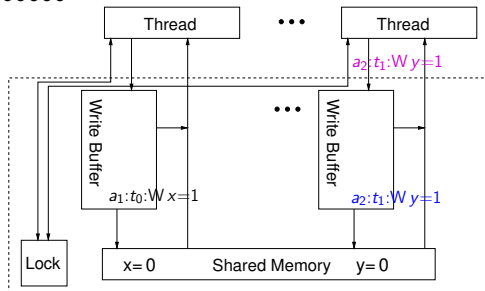 Thread
Thread
a₂:t₁:W y=1
Write Buffer
Write Buffer
a₁:t₀:W x=1
a₂:t₁:W y=1
Lock
x= 0
Shared Memory
y= 0